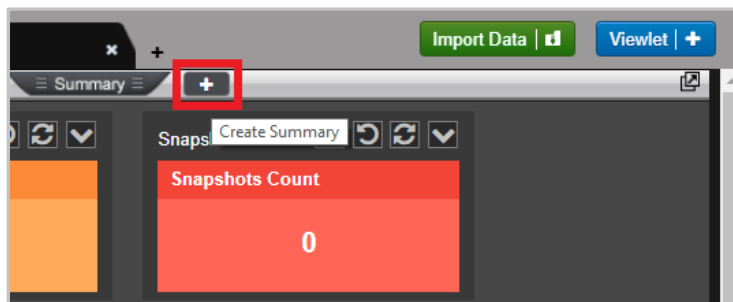 Import Data
Viewlet
Summary
Snaps
Create Summary
Snapshots Count
0